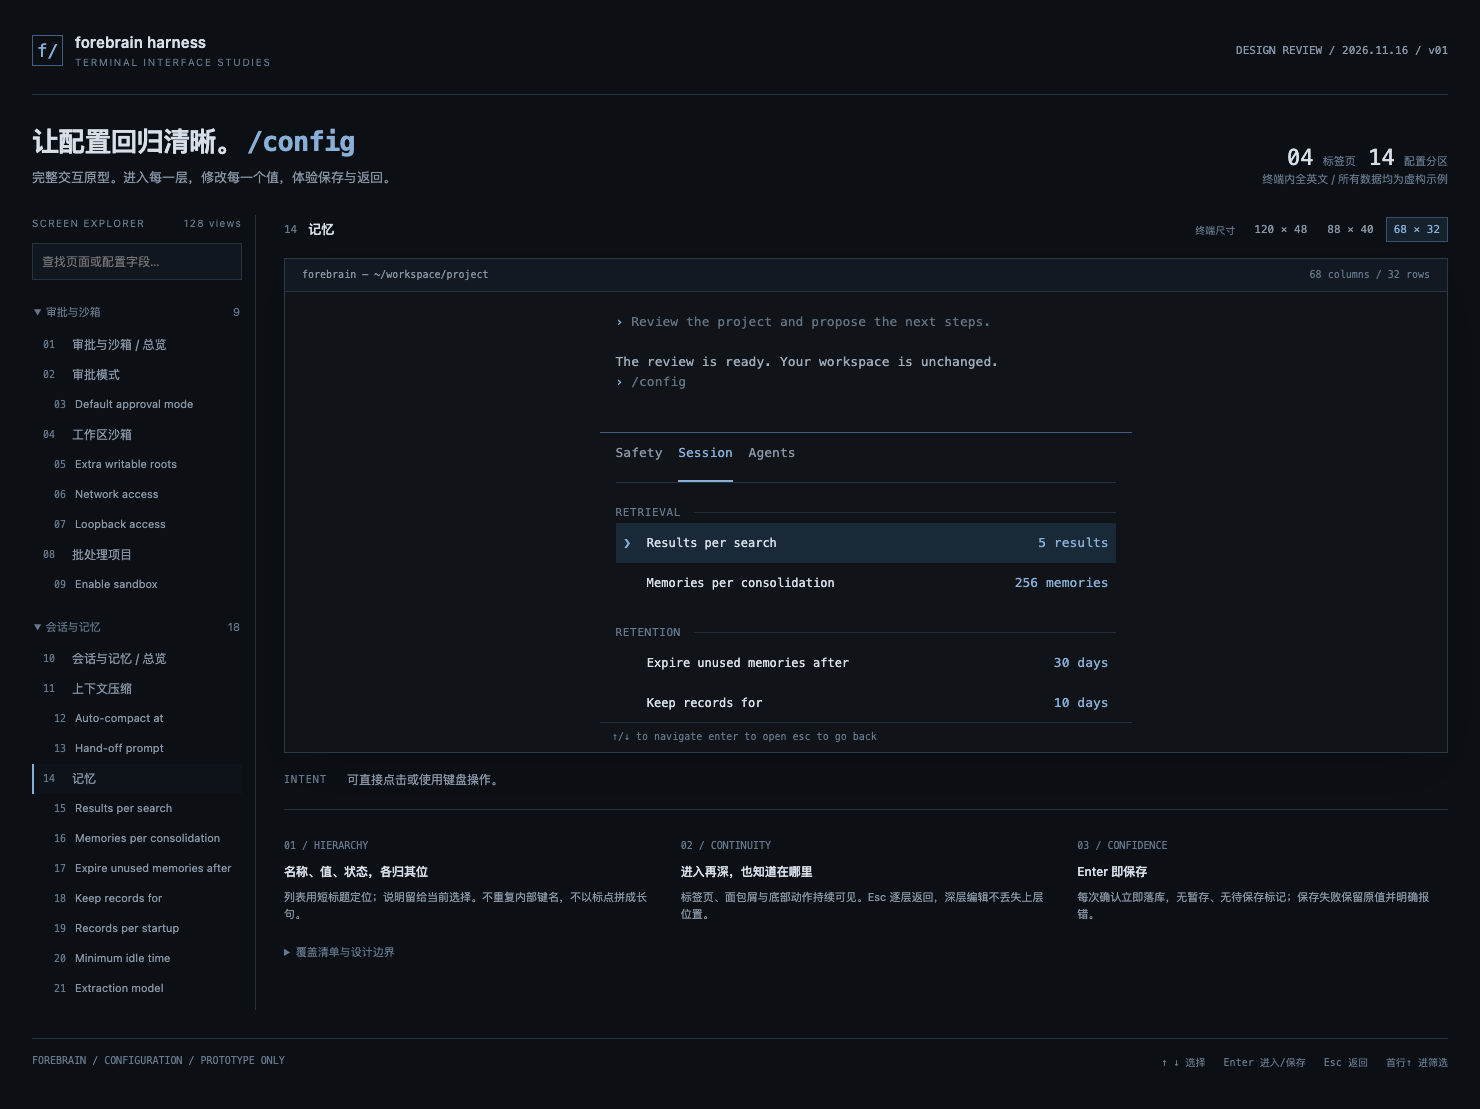 f/
forebrain harness
TERMINAL INTERFACE STUDIES
DESIGN REVIEW / 2026.11.16 / v01
让配置回归清晰。 /config
完整交互原型。进入每一层，修改每一个值，体验保存与返回。
04 标签页 14 配置分区
终端内全英文 / 所有数据均为虚构示例
SCREEN EXPLORER 128 views
查找页面或配置字段…
▼ 审批与沙箱 9
01 审批与沙箱 / 总览
02 审批模式
03 Default approval mode
04 工作区沙箱
05 Extra writable roots
06 Network access
07 Loopback access
08 批处理项目
09 Enable sandbox
▼ 会话与记忆 18
10 会话与记忆 / 总览
11 上下文压缩
12 Auto-compact at
13 Hand-off prompt
14 记忆
15 Results per search
16 Memories per consolidation
17 Expire unused memories after
18 Keep records for
19 Records per startup
20 Minimum idle time
21 Extraction model
14 记忆
终端尺寸 120 × 48 88 × 40 68 × 32
forebrain — ~/workspace/project 68 columns / 32 rows
› Review the project and propose the next steps.
The review is ready. Your workspace is unchanged.
› /config
Safety Session Agents
RETRIEVAL
❯ Results per search 5 results
Memories per consolidation 256 memories
RETENTION
Expire unused memories after 30 days
Keep records for 10 days
↑/↓ to navigate enter to open esc to go back
INTENT 可直接点击或使用键盘操作。
01 / HIERARCHY
名称、值、状态，各归其位
列表用短标题定位；说明留给当前选择。不重复内部键名，不以标点拼成长
句。
02 / CONTINUITY
进入再深，也知道在哪里
标签页、面包屑与底部动作持续可见。Esc 逐层返回，深层编辑不丢失上层
位置。
03 / CONFIDENCE
Enter 即保存
每次确认立即落库，无暂存、无待保存标记；保存失败保留原值并明确报
错。
▶ 覆盖清单与设计边界
FOREBRAIN / CONFIGURATION / PROTOTYPE ONLY
↑ ↓ 选择 Enter 进入/保存 Esc 返回 首行↑ 进筛选